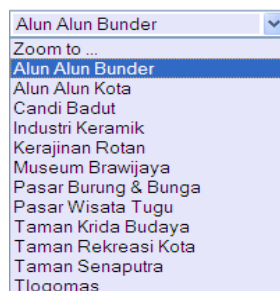 Alun Alun Bunder
Zoom to ...
Alun Alun Bunder
Alun Alun Kota
Candi Badut
Industri Keramik
Kerajinan Rotan
Museum Brawijaya
Pasar Burung & Bunga
Pasar Wisata Tugu
Taman Krida Budaya
Taman Rekreasi Kota
Taman Senaputra
Tlogomas